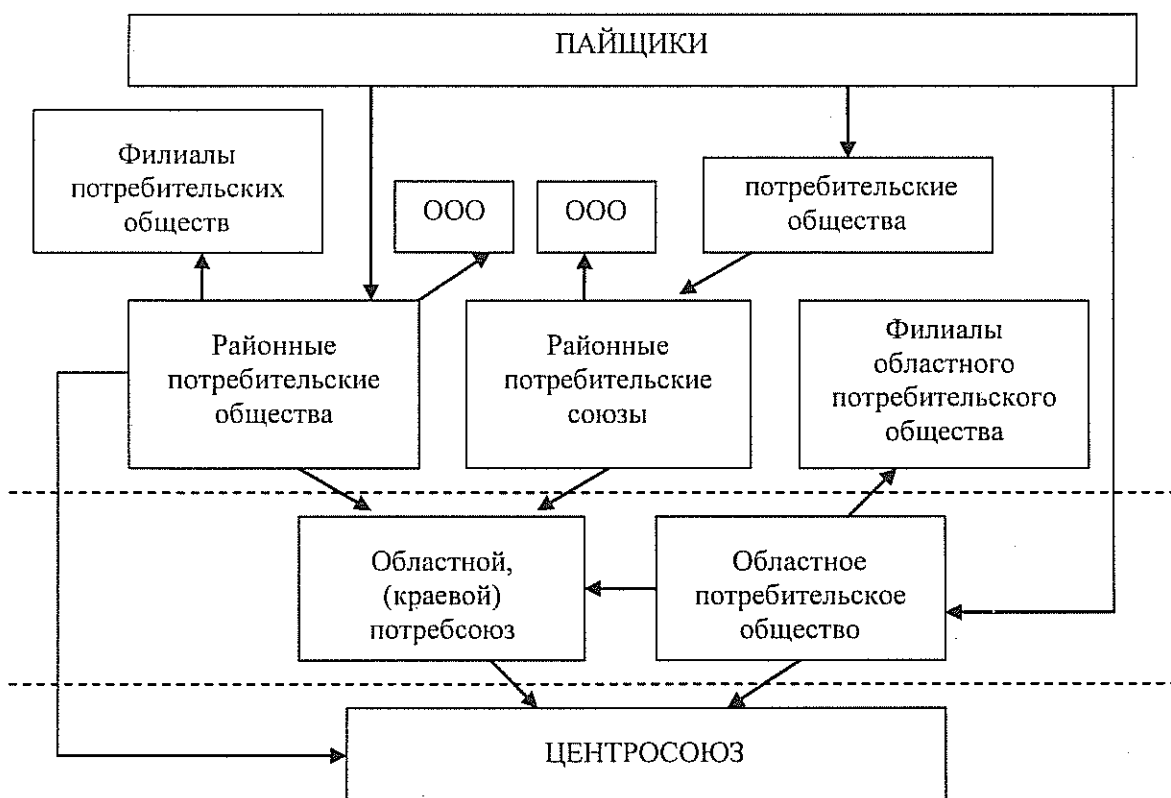 ПАЙЩИКИ
Филиалы
потребительских
обществ
ООО
ООО
потребительские
общества
Районные
потребительские
общества
Районные
потребительские
союзы
Филиалы
областного
потребительского
общества
Областной,
(краевой)
потребсоюз
Областное
потребительское
общество
ЦЕНТРОСОЮЗ